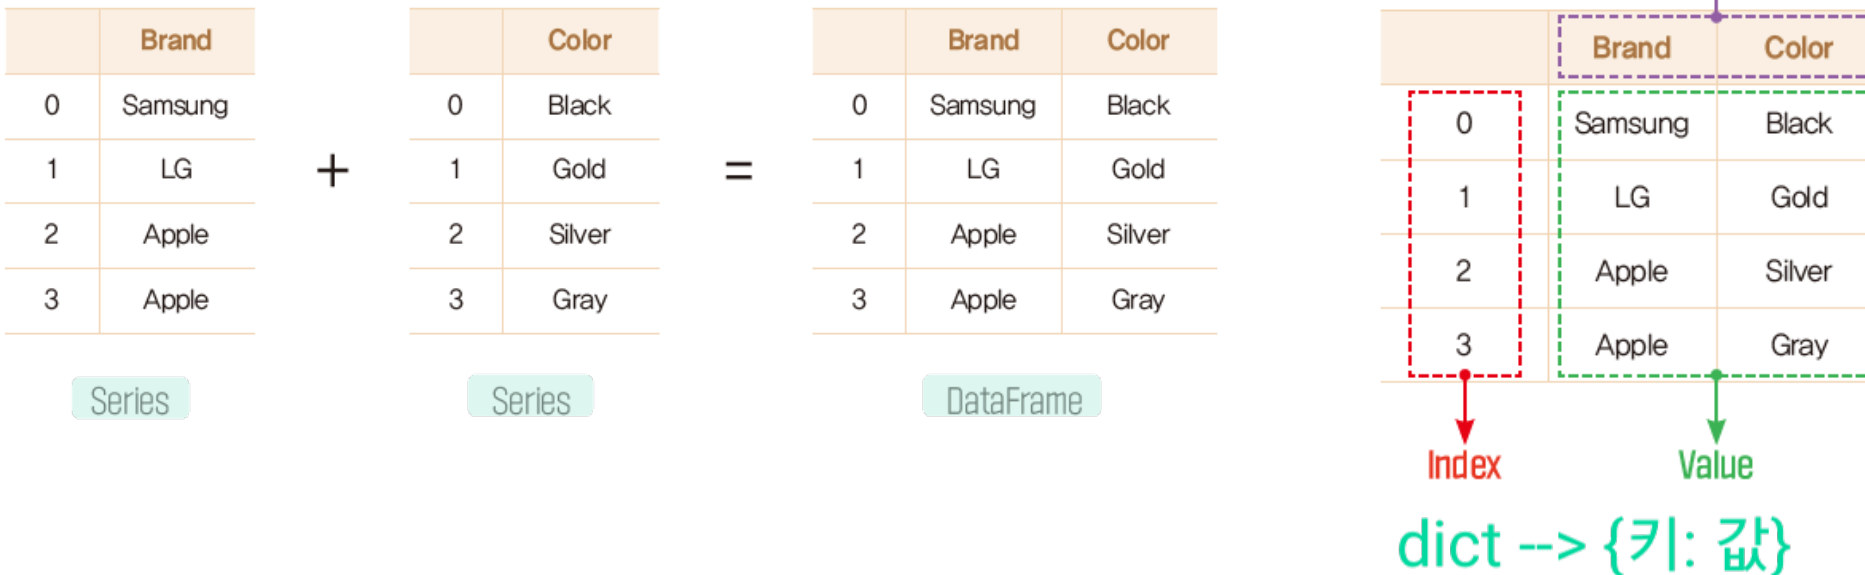 Brand
0 Samsung
1 LG
2 Apple
3 Apple
Series
+
Color
0 Black
1 Gold
2 Silver
3 Gray
Series
=
Brand Color
0 Samsung Black
1 LG Gold
2 Apple Silver
3 Apple Gray
DataFrame
Brand Color
0 Samsung Black
1 LG Gold
2 Apple Silver
3 Apple Gray
Index Value
dict --> {키: 값}